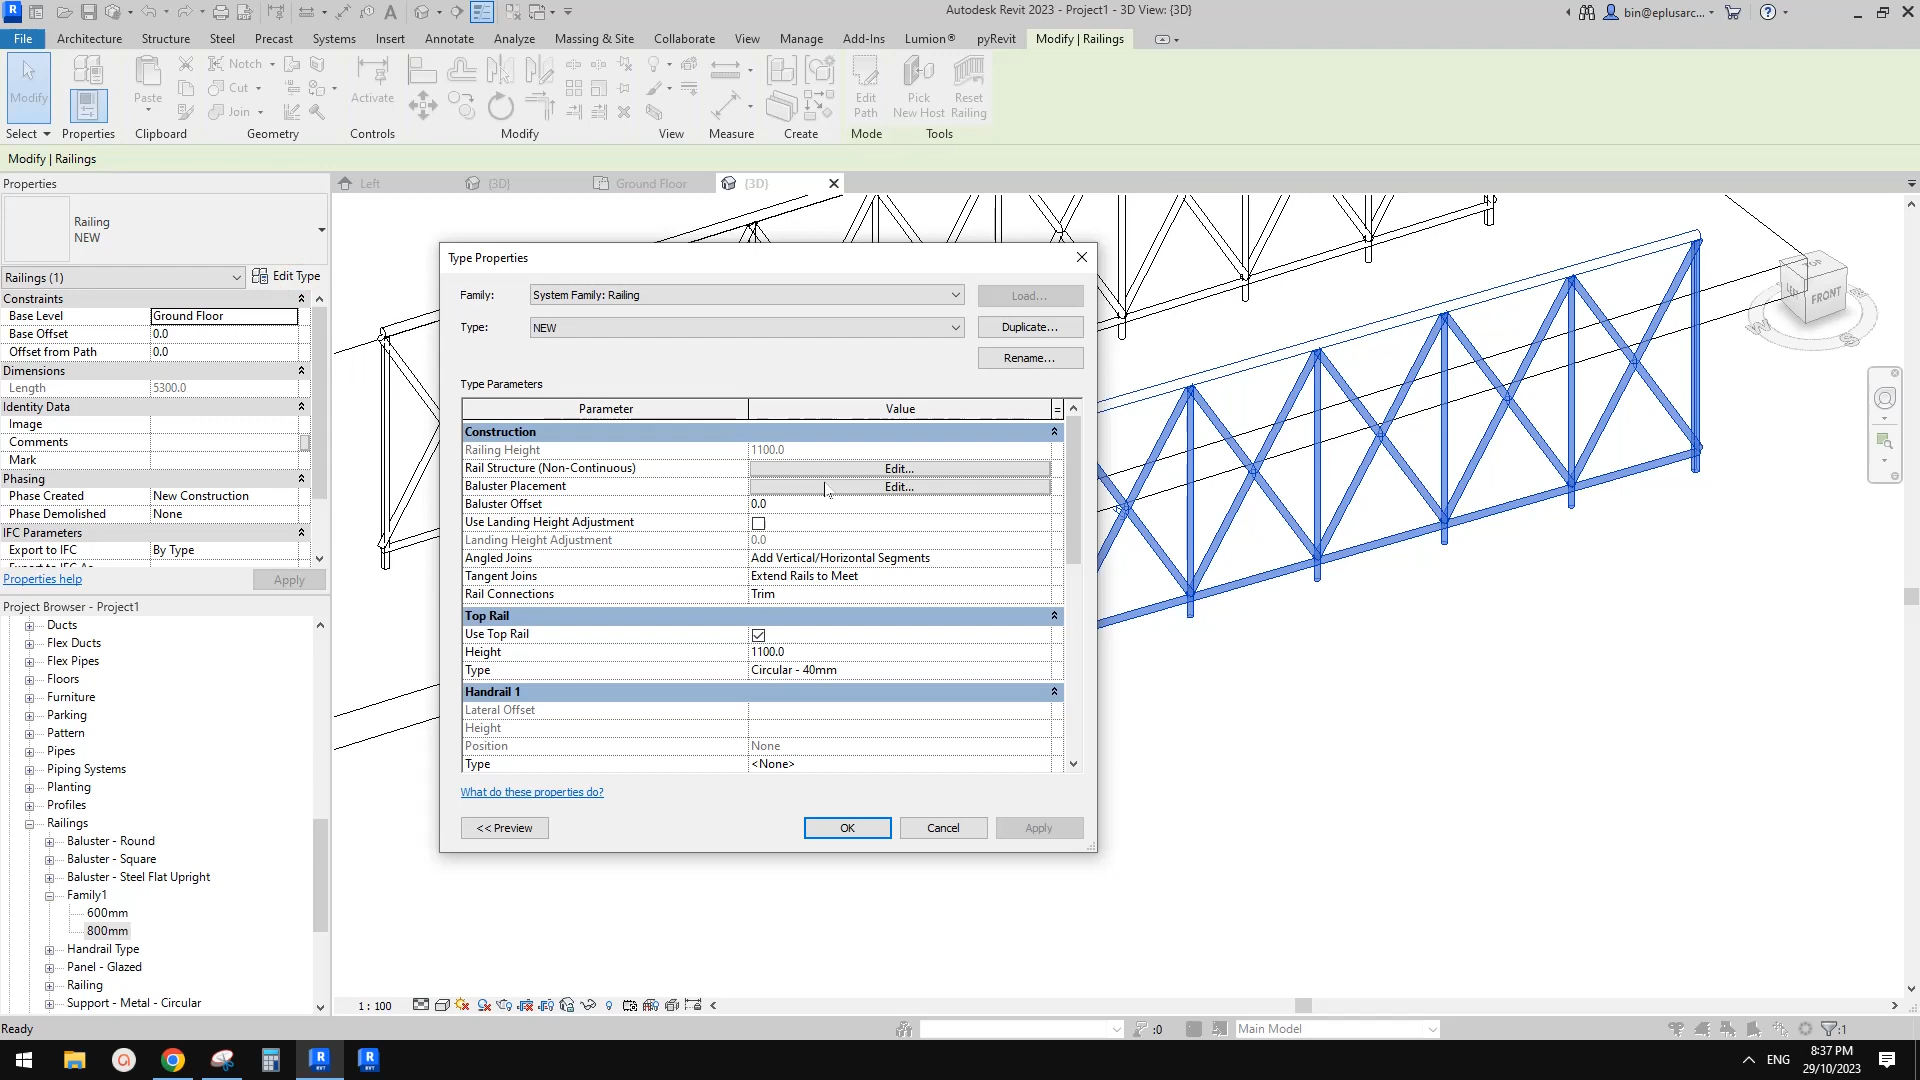 Autodesk Revit 2023 - Project1 - 3D View: {3D}
bin@eplusarc...
File
Architecture
Structure
Steel
Precast
Systems
Insert
Annotate
Analyze
Massing & Site
Collaborate
View
Manage
Add-Ins
Lumion®
pyRevit
Modify | Railings
Modify
Paste
Notch
Cut
Join
Activate
Edit
Path
Pick
New Host
Reset
Railing
Select
Properties
Clipboard
Geometry
Controls
Modify
View
Measure
Create
Mode
Tools
Modify | Railings
Properties
Left
{3D}
Ground Floor
{3D}
Railing
NEW
Railings (1)
Edit Type
Constraints
Base Level Ground Floor
Base Offset 0.0
Offset from Path 0.0
Dimensions
Length 5300.0
Identity Data
Image
Comments
Mark
Phasing
Phase Created New Construction
Phase Demolished None
IFC Parameters
Export to IFC By Type
Properties help
Apply
Project Browser - Project1
Ducts
Flex Ducts
Flex Pipes
Floors
Furniture
Parking
Pattern
Pipes
Piping Systems
Planting
Profiles
Railings
Baluster - Round
Baluster - Square
Baluster - Steel Flat Upright
Family1
600mm
800mm
Handrail Type
Panel - Glazed
Railing
Support - Metal - Circular
Type Properties
Family: System Family: Railing Load...
Type: NEW Duplicate...
Rename...
Type Parameters
Parameter Value =
Construction
Railing Height 1100.0
Rail Structure (Non-Continuous) Edit...
Baluster Placement Edit...
Baluster Offset 0.0
Use Landing Height Adjustment
Landing Height Adjustment 0.0
Angled Joins Add Vertical/Horizontal Segments
Tangent Joins Extend Rails to Meet
Rail Connections Trim
Top Rail
Use Top Rail
Height 1100.0
Type Circular - 40mm
Handrail 1
Lateral Offset
Height
Position None
Type <None>
What do these properties do?
<< Preview OK Cancel Apply
FRONT
W
S
1 : 100
Ready
:0
Main Model
:1
ENG
8:37 PM
29/10/2023